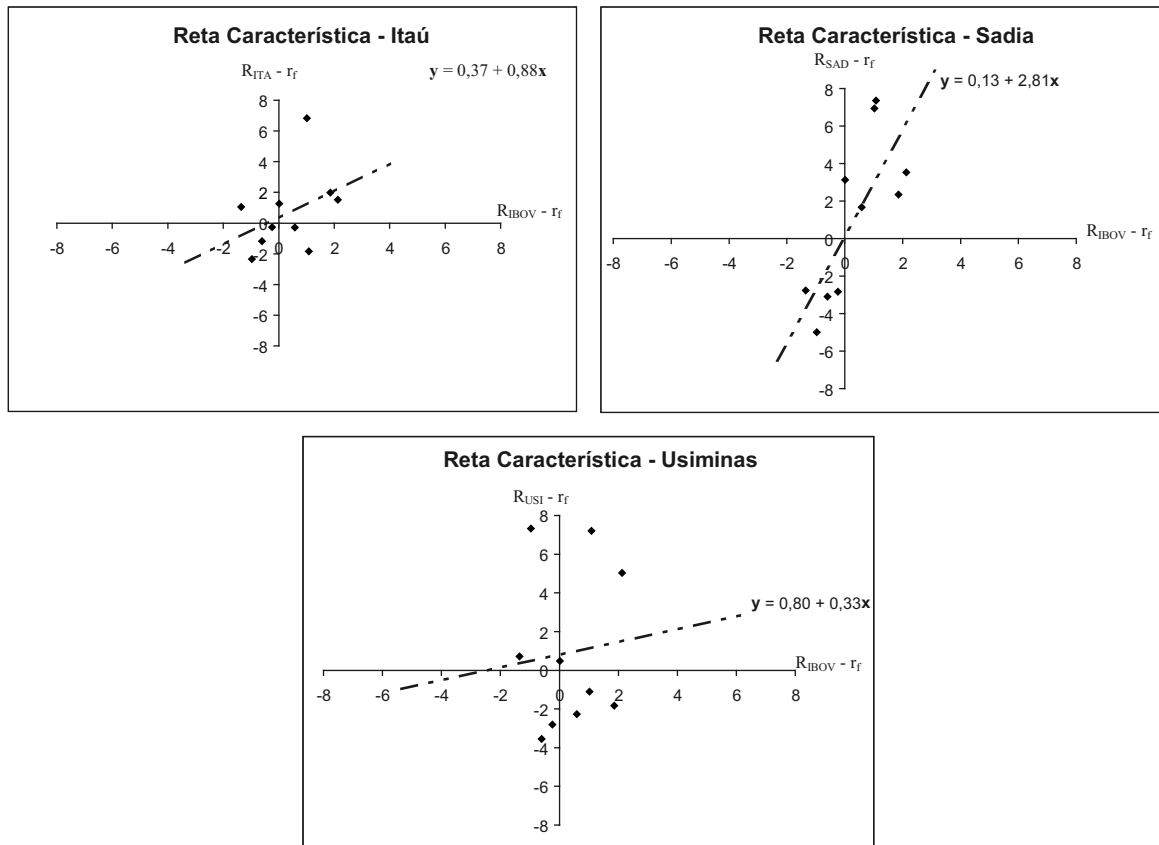 Reta Característica - Itaú
R_ITA - r_f
y = 0,37 + 0,88x
8
6
4
2
0
-2
-4
-6
-8
-8 -6 -4 -2 0 2 4 6 8
R_IBOV - r_f
Reta Característica - Sadia
R_SAD - r_f
y = 0,13 + 2,81x
8
6
4
2
0
-2
-4
-6
-8
-8 -6 -4 -2 0 2 4 6 8
R_IBOV - r_f
Reta Característica - Usiminas
R_USI - r_f
y = 0,80 + 0,33x
8
6
4
2
0
-2
-4
-6
-8
-8 -6 -4 -2 0 2 4 6 8
R_IBOV - r_f